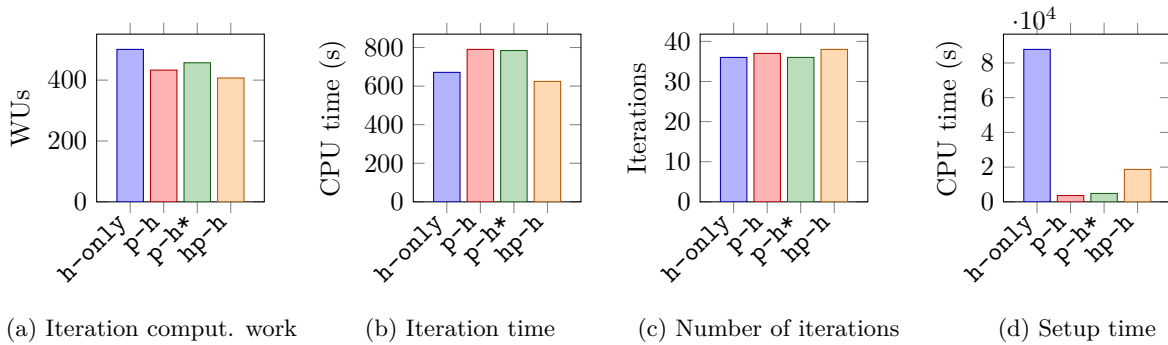 WUs
400
200
0
h-only
p-h
p-h*
hp-h
(a) Iteration comput. work
CPU time (s)
800
600
400
200
0
h-only
p-h
p-h*
hp-h
(b) Iteration time
Iterations
40
30
20
10
0
h-only
p-h
p-h*
hp-h
(c) Number of iterations
·10⁴
CPU time (s)
8
6
4
2
0
h-only
p-h
p-h*
hp-h
(d) Setup time